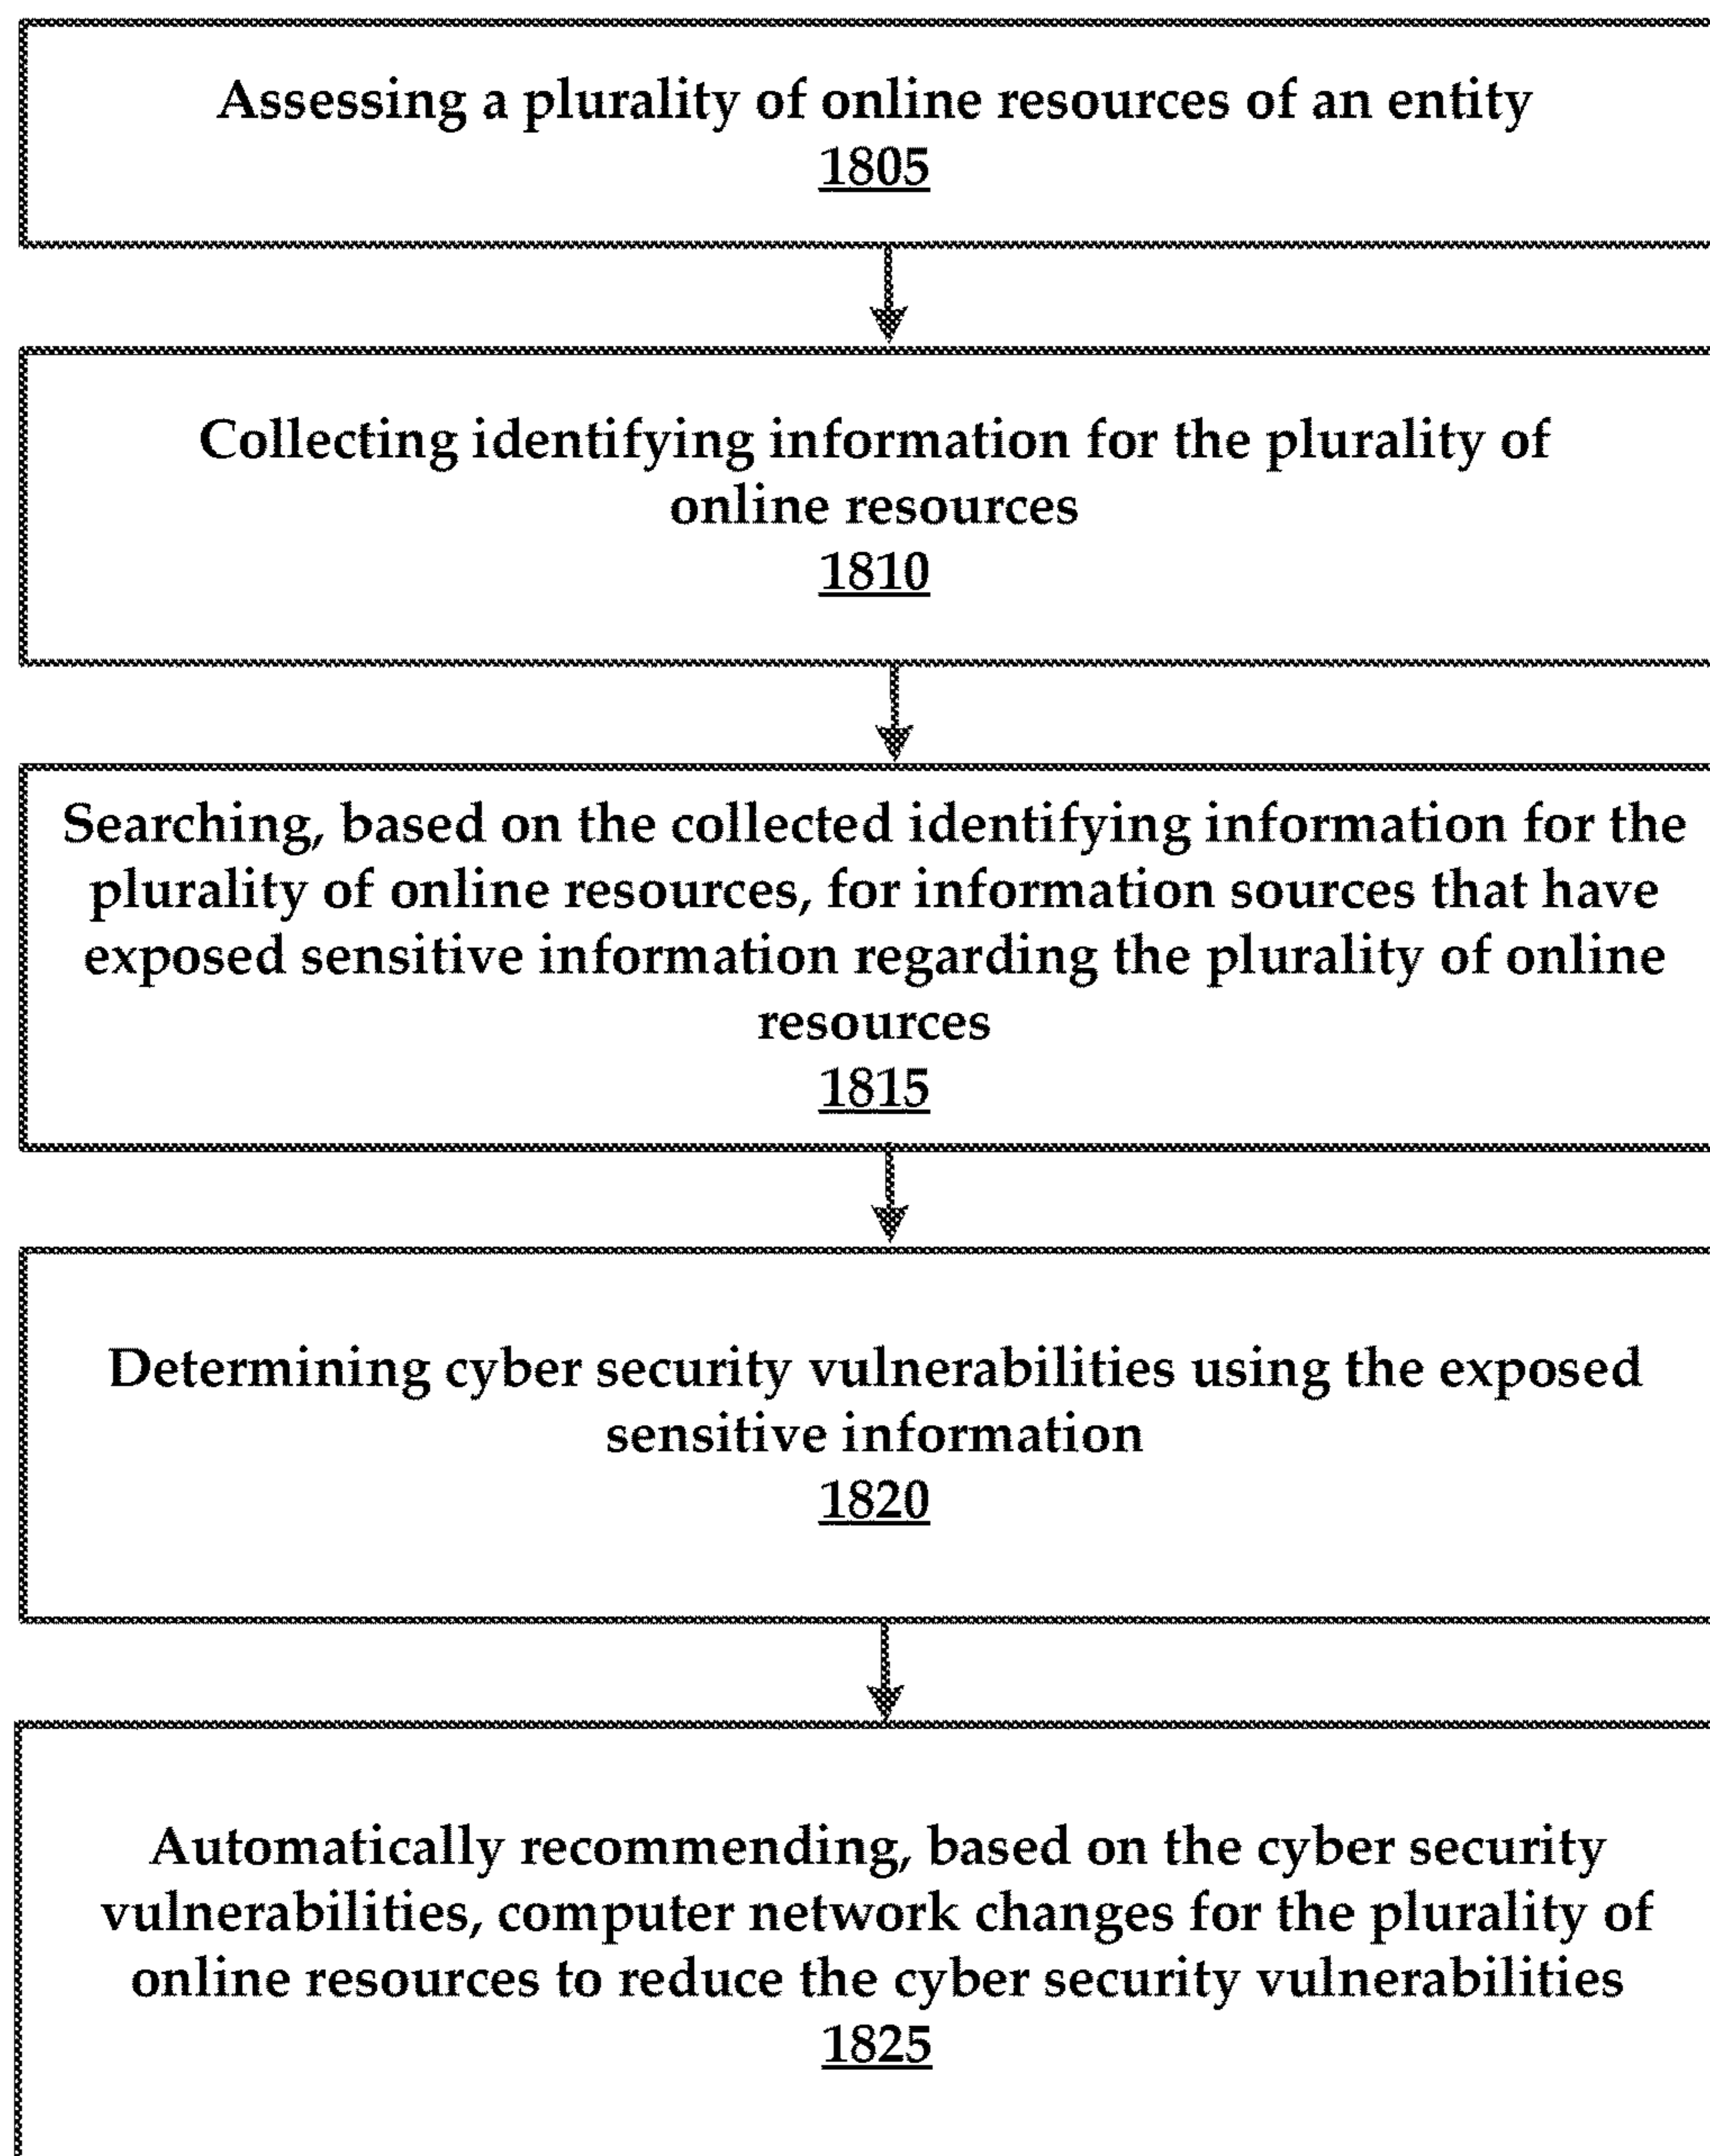 Assessing a plurality of online resources of an entity
1805
Collecting identifying information for the plurality of
online resources
1810
Searching, based on the collected identifying information for the
plurality of online resources, for information sources that have
exposed sensitive information regarding the plurality of online
resources
1815
Determining cyber security vulnerabilities using the exposed
sensitive information
1820
Automatically recommending, based on the cyber security
vulnerabilities, computer network changes for the plurality of
online resources to reduce the cyber security vulnerabilities
1825